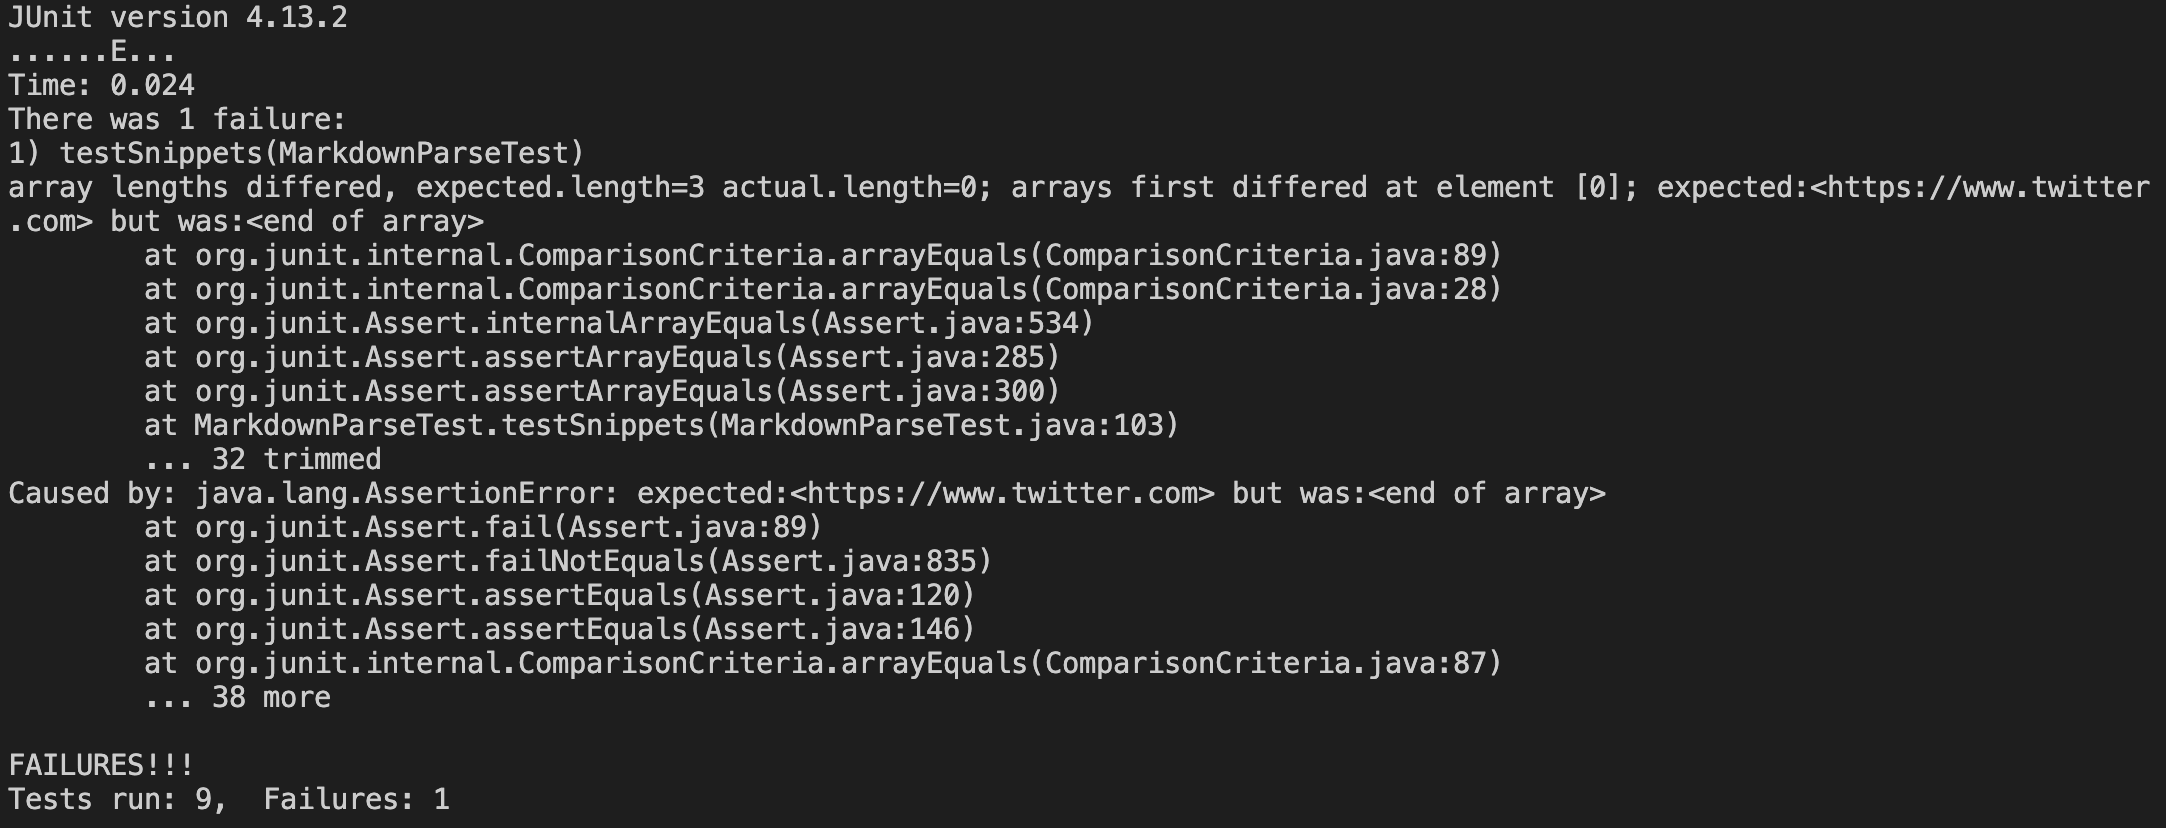 JUnit version 4.13.2
......E...
Time: 0.024
There was 1 failure:
1) testSnippets(MarkdownParseTest)
array lengths differed, expected.length=3 actual.length=0; arrays first differed at element [0]; expected:<https://www.twitter
.com> but was:<end of array>
at org.junit.internal.ComparisonCriteria.arrayEquals(ComparisonCriteria.java:89)
at org.junit.internal.ComparisonCriteria.arrayEquals(ComparisonCriteria.java:28)
at org.junit.Assert.internalArrayEquals(Assert.java:534)
at org.junit.Assert.assertArrayEquals(Assert.java:285)
at org.junit.Assert.assertArrayEquals(Assert.java:300)
at MarkdownParseTest.testSnippets(MarkdownParseTest.java:103)
... 32 trimmed
Caused by: java.lang.AssertionError: expected:<https://www.twitter.com> but was:<end of array>
at org.junit.Assert.fail(Assert.java:89)
at org.junit.Assert.failNotEquals(Assert.java:835)
at org.junit.Assert.assertEquals(Assert.java:120)
at org.junit.Assert.assertEquals(Assert.java:146)
at org.junit.internal.ComparisonCriteria.arrayEquals(ComparisonCriteria.java:87)
... 38 more
FAILURES!!!
Tests run: 9,  Failures: 1